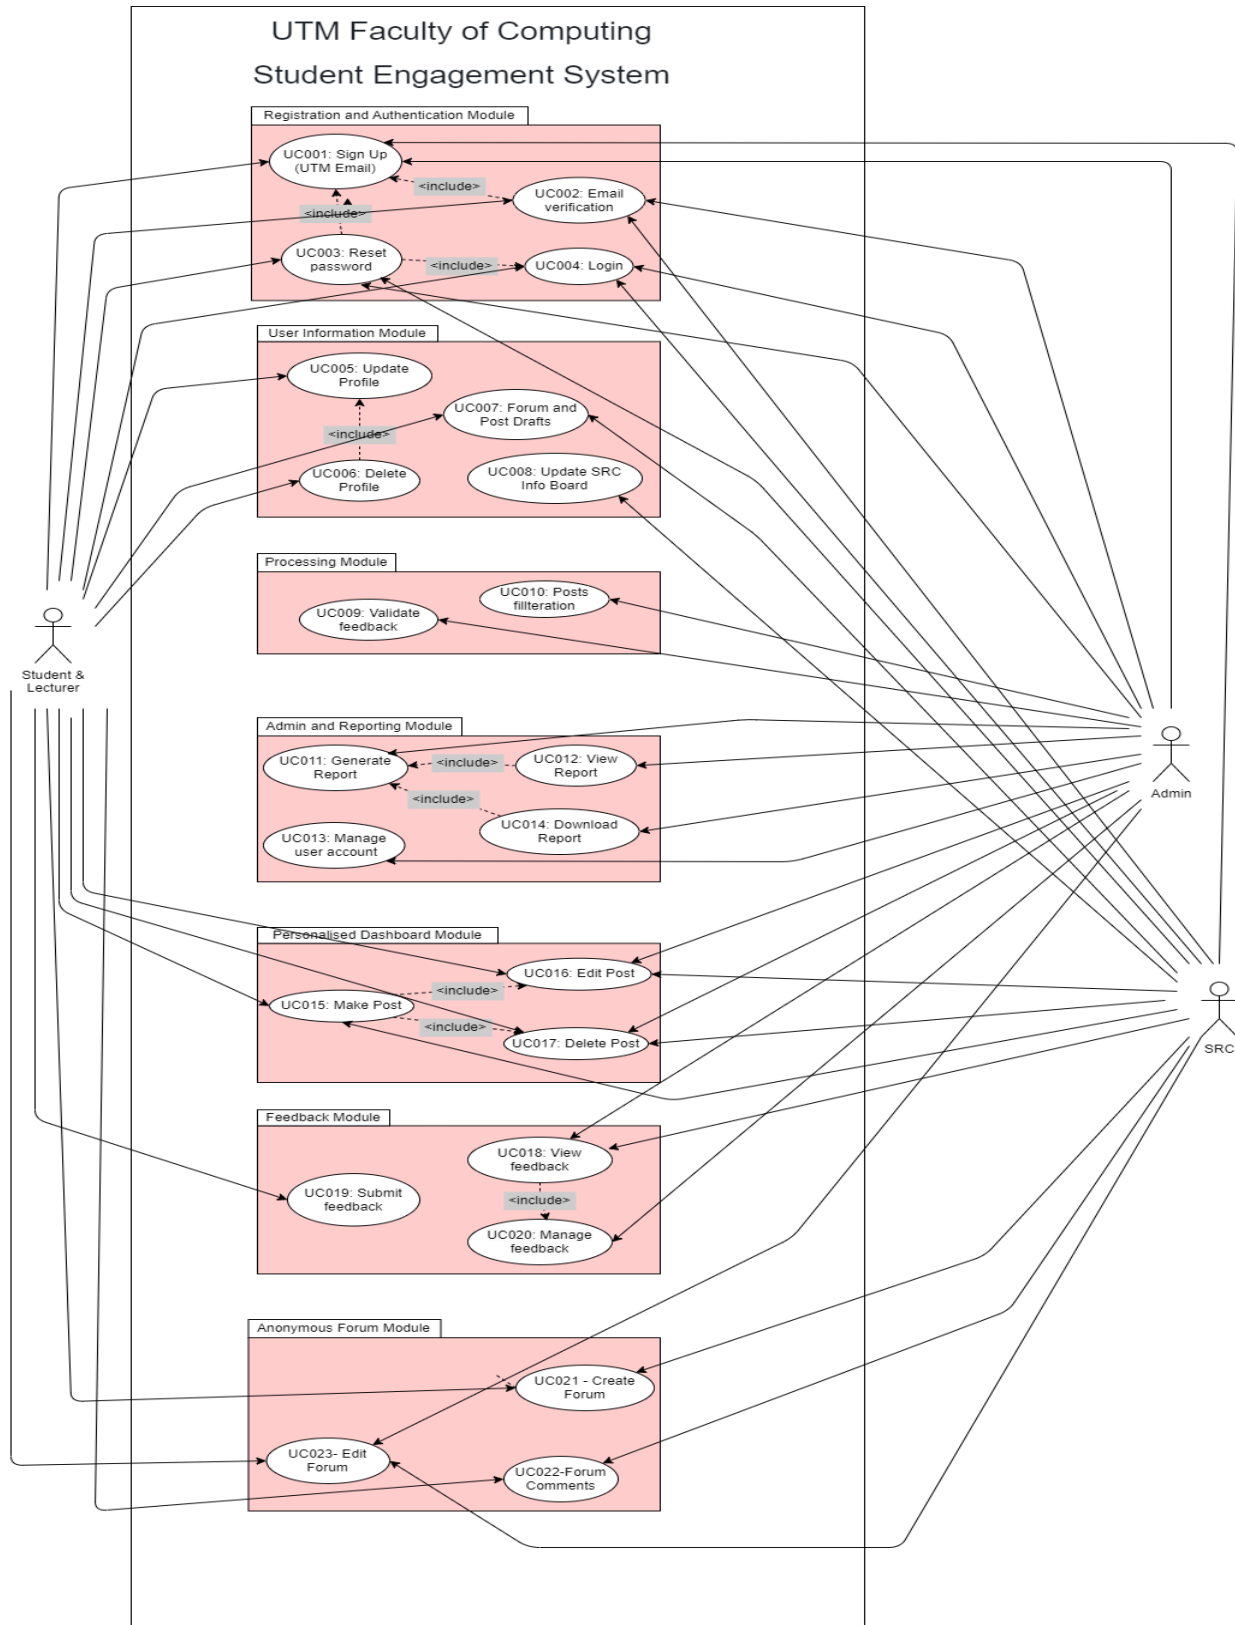 UTM Faculty of Computing
Student Engagement System
Registration and Authentication Module
UC001: Sign Up
(UTM Email)
<include>
UC002: Email
verification
<include>
UC003: Reset
password
<include>
UC004: Login
User Information Module
UC005: Update
Profile
UC007: Forum and
Post Drafts
<include>
UC006: Delete
Profile
UC008: Update SRC
Info Board
Processing Module
UC010: Posts
fillteration
UC009: Validate
feedback
Student &
Lecturer
Admin and Reporting Module
UC011: Generate
Report
<include>
UC012: View
Report
Admin
<include>
UC013: Manage
user account
UC014: Download
Report
Personalised Dashboard Module
UC016: Edit Post
<include>
UC015: Make Post
<include>
UC017: Delete Post
SRC
Feedback Module
UC018: View
feedback
UC019: Submit
feedback
<include>
UC020: Manage
feedback
Anonymous Forum Module
UC021 - Create
Forum
UC023- Edit
Forum
UC022-Forum
Comments